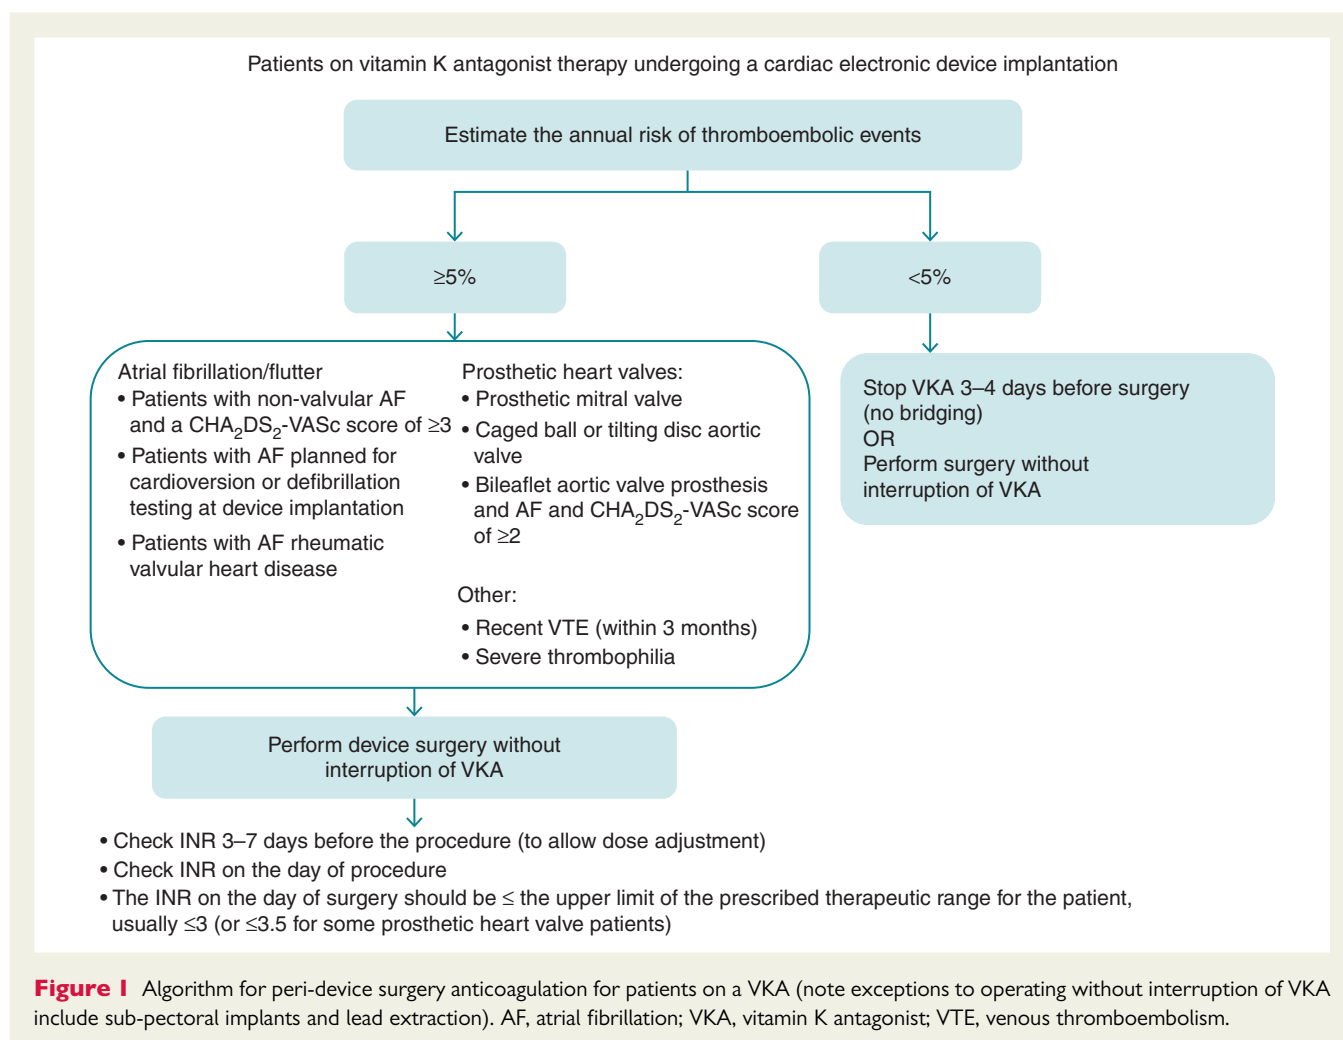 Patients on vitamin K antagonist therapy undergoing a cardiac electronic device implantation
Estimate the annual risk of thromboembolic events
≥5%
<5%
Atrial fibrillation/flutter
• Patients with non-valvular AF
and a CHA₂DS₂-VASc score of ≥3
• Patients with AF planned for
cardioversion or defibrillation
testing at device implantation
• Patients with AF rheumatic
valvular heart disease
Prosthetic heart valves:
• Prosthetic mitral valve
• Caged ball or tilting disc aortic
valve
• Bileaflet aortic valve prosthesis
and AF and CHA₂DS₂-VASc score
of ≥2
Other:
• Recent VTE (within 3 months)
• Severe thrombophilia
Stop VKA 3–4 days before surgery
(no bridging)
OR
Perform surgery without
interruption of VKA
Perform device surgery without
interruption of VKA
• Check INR 3–7 days before the procedure (to allow dose adjustment)
• Check INR on the day of procedure
• The INR on the day of surgery should be ≤ the upper limit of the prescribed therapeutic range for the patient,
usually ≤3 (or ≤3.5 for some prosthetic heart valve patients)
Figure 1 Algorithm for peri-device surgery anticoagulation for patients on a VKA (note exceptions to operating without interruption of VKA
include sub-pectoral implants and lead extraction). AF, atrial fibrillation; VKA, vitamin K antagonist; VTE, venous thromboembolism.